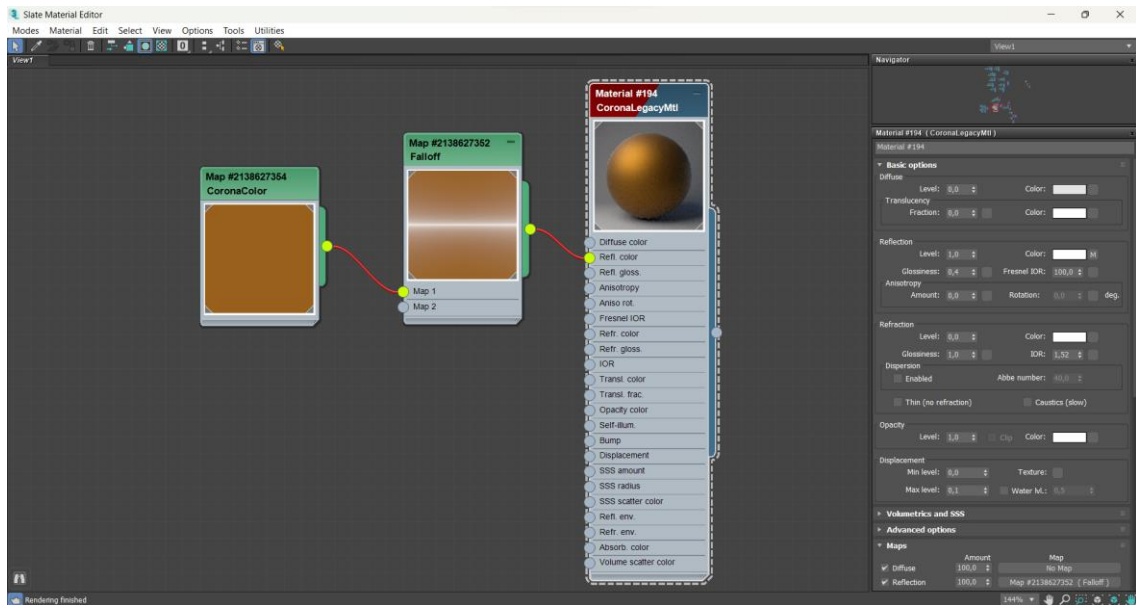 Slate Material Editor
Modes Material Edit Select View Options Tools Utilities
View1
View1
Navigator
Map #2138627354
CoronaColor
Map #2138627352
Falloff
Map 1
Map 2
Material #194
CoronaLegacyMtl
Diffuse color
Refl. color
Refl. gloss.
Anisotropy
Aniso rot.
Fresnel IOR
Refr. color
Refr. gloss.
IOR
Transl. color
Transl. frac.
Opacity color
Self-illum.
Bump
Displacement
SSS amount
SSS radius
SSS scatter color
Refl. env.
Refr. env.
Absorb. color
Volume scatter color
Material #194 ( CoronaLegacyMtl )
Material #194
Basic options
Diffuse
Level: 0,0 Color:
Translucency
Fraction: 0,0 Color:
Reflection
Level: 1,0 Color: M
Glossiness: 0,4 Fresnel IOR: 100,0
Anisotropy
Amount: 0,0 Rotation: 0,0 deg.
Refraction
Level: 0,0 Color:
Glossiness: 1,0 IOR: 1,52
Dispersion
Enabled Abbe number: 40,0
Thin (no refraction) Caustics (slow)
Opacity
Level: 1,0 Clip Color:
Displacement
Min level: 0,0 Texture:
Max level: 0,1 Water lvl.: 0,5
Volumetrics and SSS
Advanced options
Maps
Amount Map
Diffuse 100,0 No Map
Reflection 100,0 Map #2138627352 ( Falloff )
Rendering finished
144%